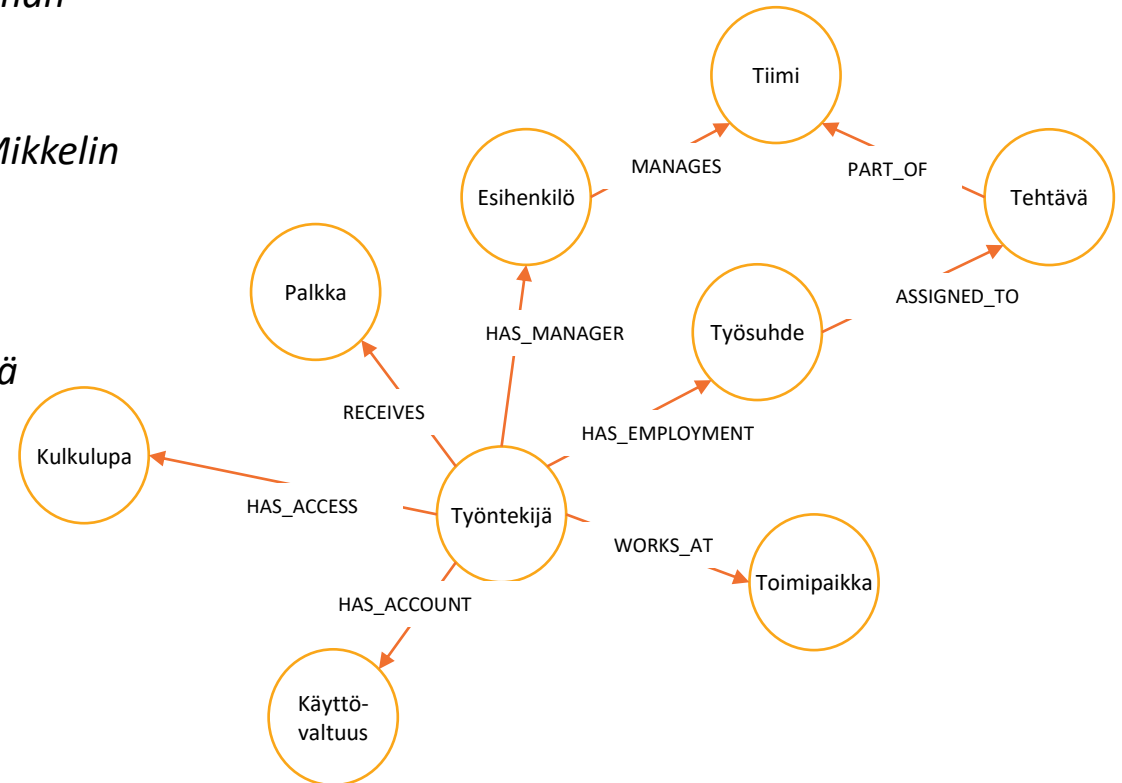 Mikkelin
Tiimi
MANAGES
PART_OF
Esihenkilö
Tehtävä
Palkka
ASSIGNED_TO
HAS_MANAGER
Työsuhde
RECEIVES
HAS_EMPLOYMENT
Kulkulupa
HAS_ACCESS
Työntekijä
WORKS_AT
Toimipaikka
HAS_ACCOUNT
Käyttö-
valtuus